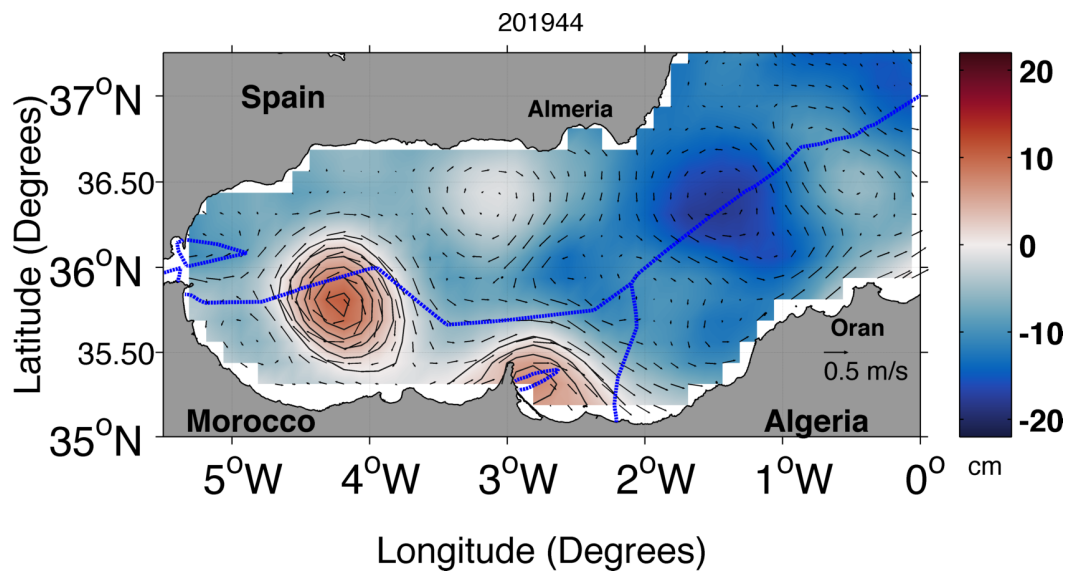 201944
37°N
36.50
36°N
35.50
35°N
Latitude (Degrees)
Spain
Almeria
Oran
0.5 m/s
Morocco
Algeria
5°W
4°W
3°W
2°W
1°W
0°
Longitude (Degrees)
20
10
0
-10
-20
cm